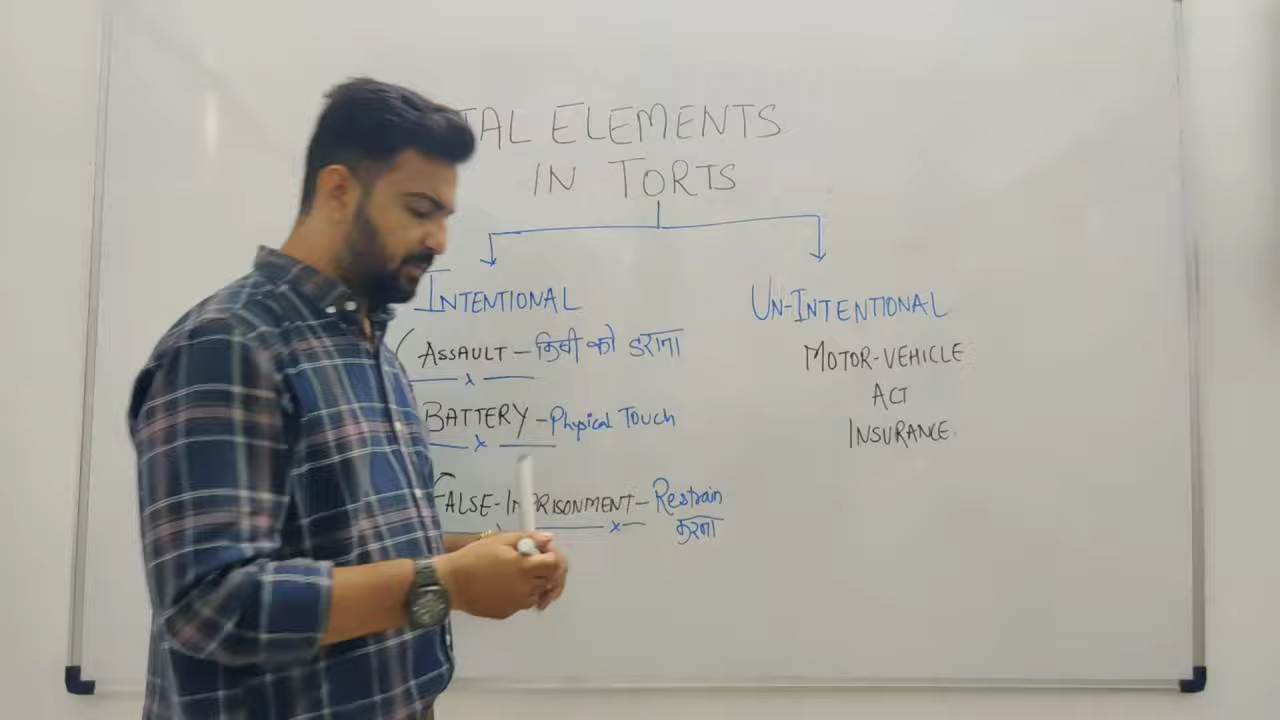 TAL ELEMENTS
IN TORTS
INTENTIONAL
ASSAULT – किसी को डराना
BATTERY – Physical Touch
FALSE-IMPRISONMENT – Restrain
करना
UN-INTENTIONAL
MOTOR-VEHICLE
ACT
INSURANCE.